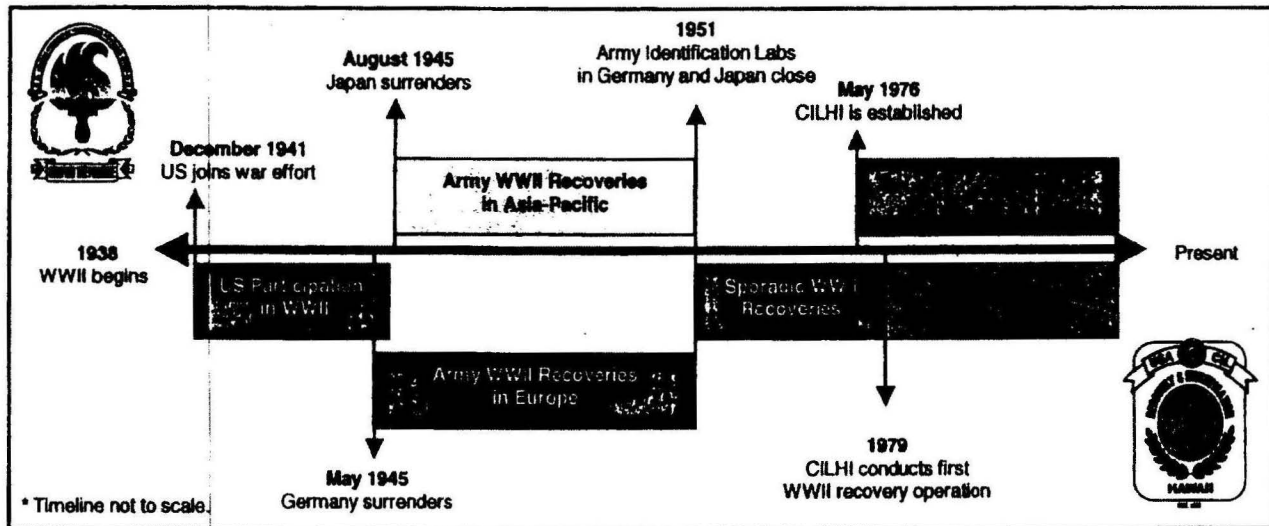 1951
Army Identification Labs
in Germany and Japan close
August 1945
Japan surrenders
May 1976
CILHI is established
December 1941
US joins war effort
Army WWII Recoveries
in Asia-Pacific
1938
WWII begins
Present
US Participation
in WWII
Sporadic WWII
Recoveries
Army WWII Recoveries
in Europe
USA CIL
HAWAII
May 1945
Germany surrenders
1979
CILHI conducts first
WWII recovery operation
* Timeline not to scale.